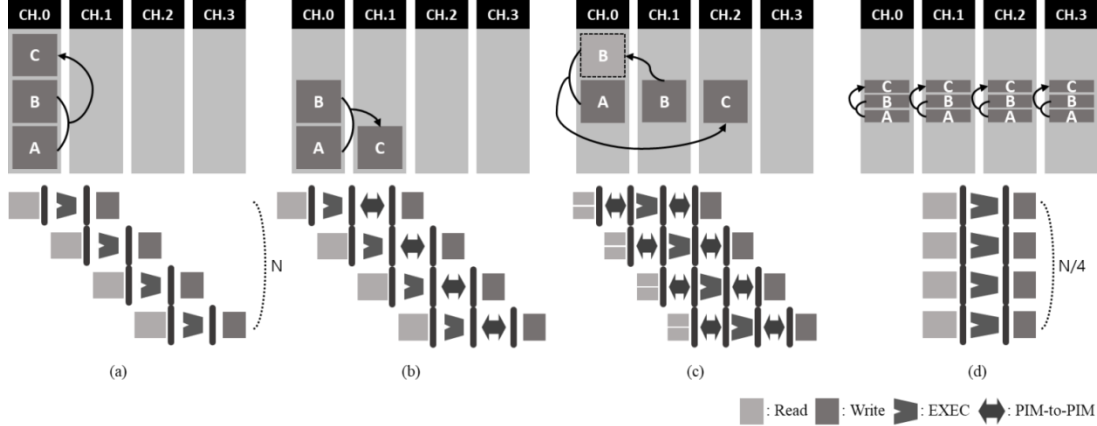 CH.0 CH.1 CH.2 CH.3
C
B
A
N
(a)
CH.0 CH.1 CH.2 CH.3
B
A C
(b)
CH.0 CH.1 CH.2 CH.3
B
A B C
(c)
CH.0 CH.1 CH.2 CH.3
C C C C
B B B B
A A A A
N/4
(d)
: Read : Write : EXEC : PIM-to-PIM